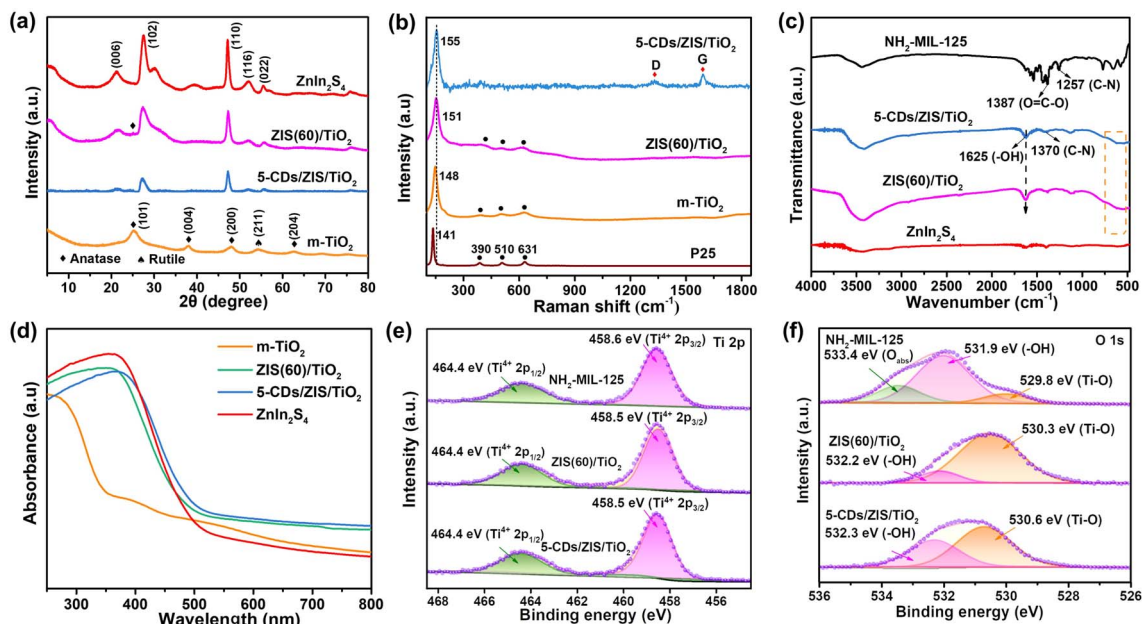 (a)
(006)
(102)
(110)
(116)
(022)
ZnIn2S4
ZIS(60)/TiO2
5-CDs/ZIS/TiO2
(101)
(004)
(200)
(211)
(204)
m-TiO2
♦ Anatase ♠ Rutile
Intensity (a.u.)
10 20 30 40 50 60 70 80
2θ (degree)
(b)
155
5-CDs/ZIS/TiO2
D
G
151
ZIS(60)/TiO2
148
m-TiO2
141
390 510 631
P25
Intensity (a.u.)
300 600 900 1200 1500 1800
Raman shift (cm-1)
(c)
NH2-MIL-125
1257 (C-N)
1387 (O=C-O)
5-CDs/ZIS/TiO2
1370 (C-N)
1625 (-OH)
ZIS(60)/TiO2
ZnIn2S4
Transmittance (a.u.)
4000 3500 3000 2500 2000 1500 1000 500
Wavenumber (cm-1)
(d)
m-TiO2
ZIS(60)/TiO2
5-CDs/ZIS/TiO2
ZnIn2S4
Absorbance (a.u)
300 400 500 600 700 800
Wavelength (nm)
(e)
Ti 2p
458.6 eV (Ti4+ 2p3/2)
464.4 eV (Ti4+ 2p1/2)
NH2-MIL-125
458.5 eV (Ti4+ 2p3/2)
464.4 eV (Ti4+ 2p1/2)
ZIS(60)/TiO2
458.5 eV (Ti4+ 2p3/2)
464.4 eV (Ti4+ 2p1/2)
5-CDs/ZIS/TiO2
Intensity (a.u.)
468 466 464 462 460 458 456
Binding energy (eV)
(f)
O 1s
NH2-MIL-125
533.4 eV (Oabs)
531.9 eV (-OH)
529.8 eV (Ti-O)
530.3 eV (Ti-O)
ZIS(60)/TiO2
532.2 eV (-OH)
5-CDs/ZIS/TiO2
532.3 eV (-OH)
530.6 eV (Ti-O)
Intensity (a.u.)
536 534 532 530 528 526
Binding energy (eV)